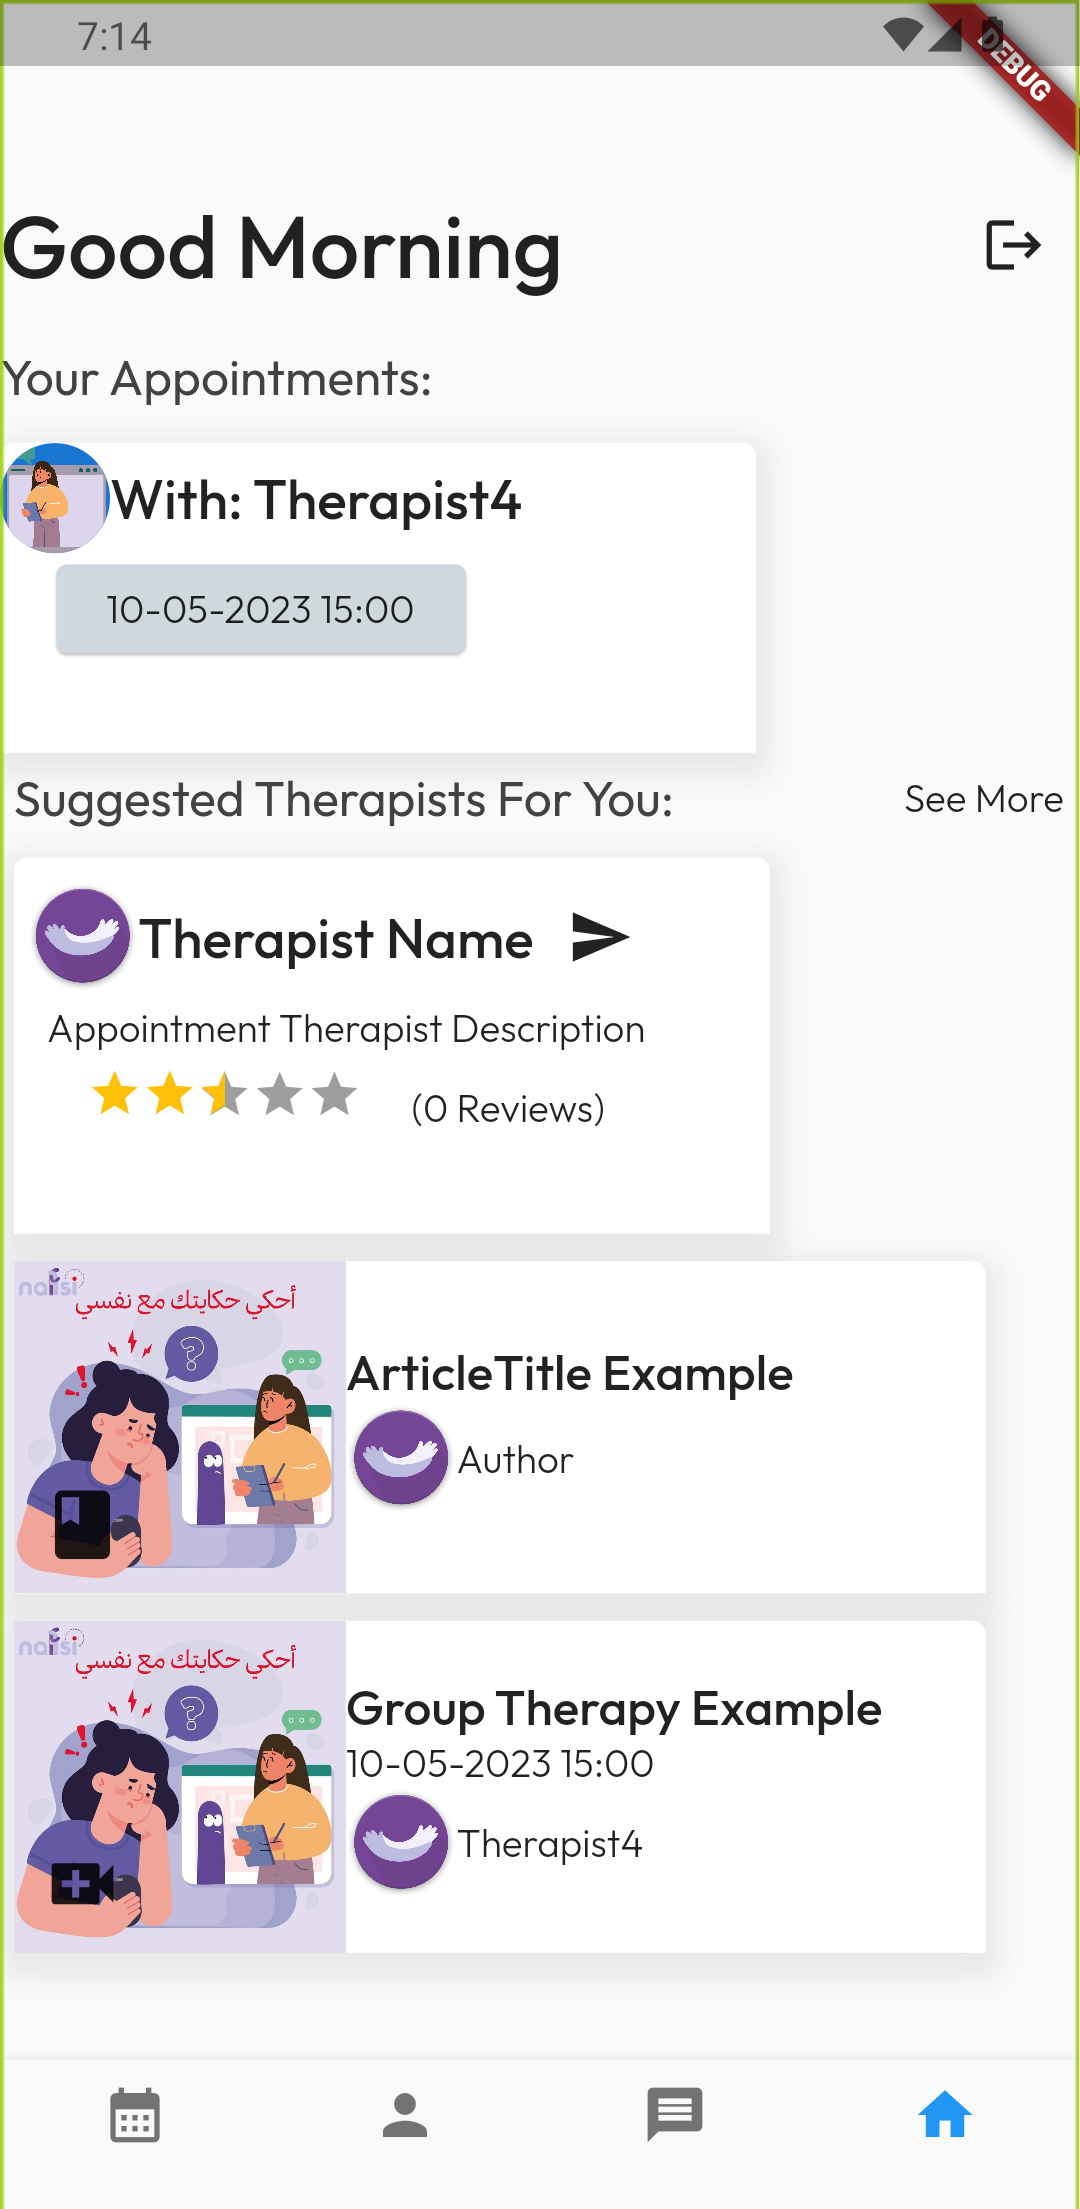 7:14
DEBUG
Good Morning
Your Appointments:
With: Therapist4
10-05-2023 15:00
Suggested Therapists For You:
See More
Therapist Name
Appointment Therapist Description
(0 Reviews)
nafsi
أحكي حكايتك مع نفسي
?
ArticleTitle Example
Author
nafsi
أحكي حكايتك مع نفسي
?
Group Therapy Example
10-05-2023 15:00
Therapist4